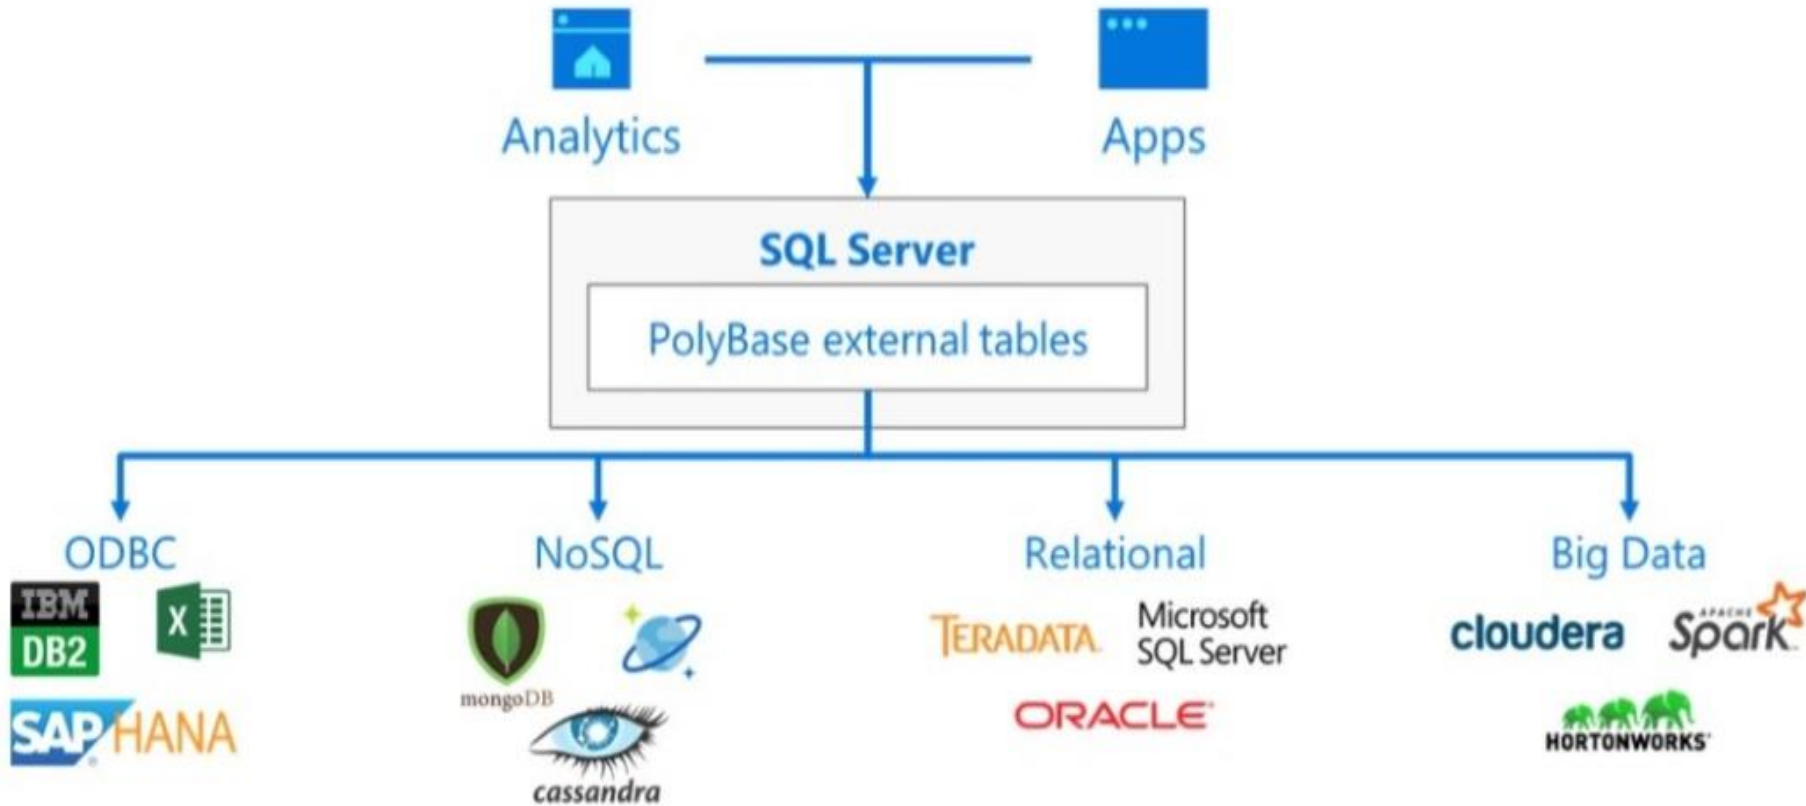 Analytics
Apps
SQL Server
PolyBase external tables
ODBC
NoSQL
Relational
Big Data
IBM
DB2
X
SAP HANA
mongoDB
cassandra
TERADATA
Microsoft
SQL Server
ORACLE
cloudera
APACHE
Spark
HORTONWORKS